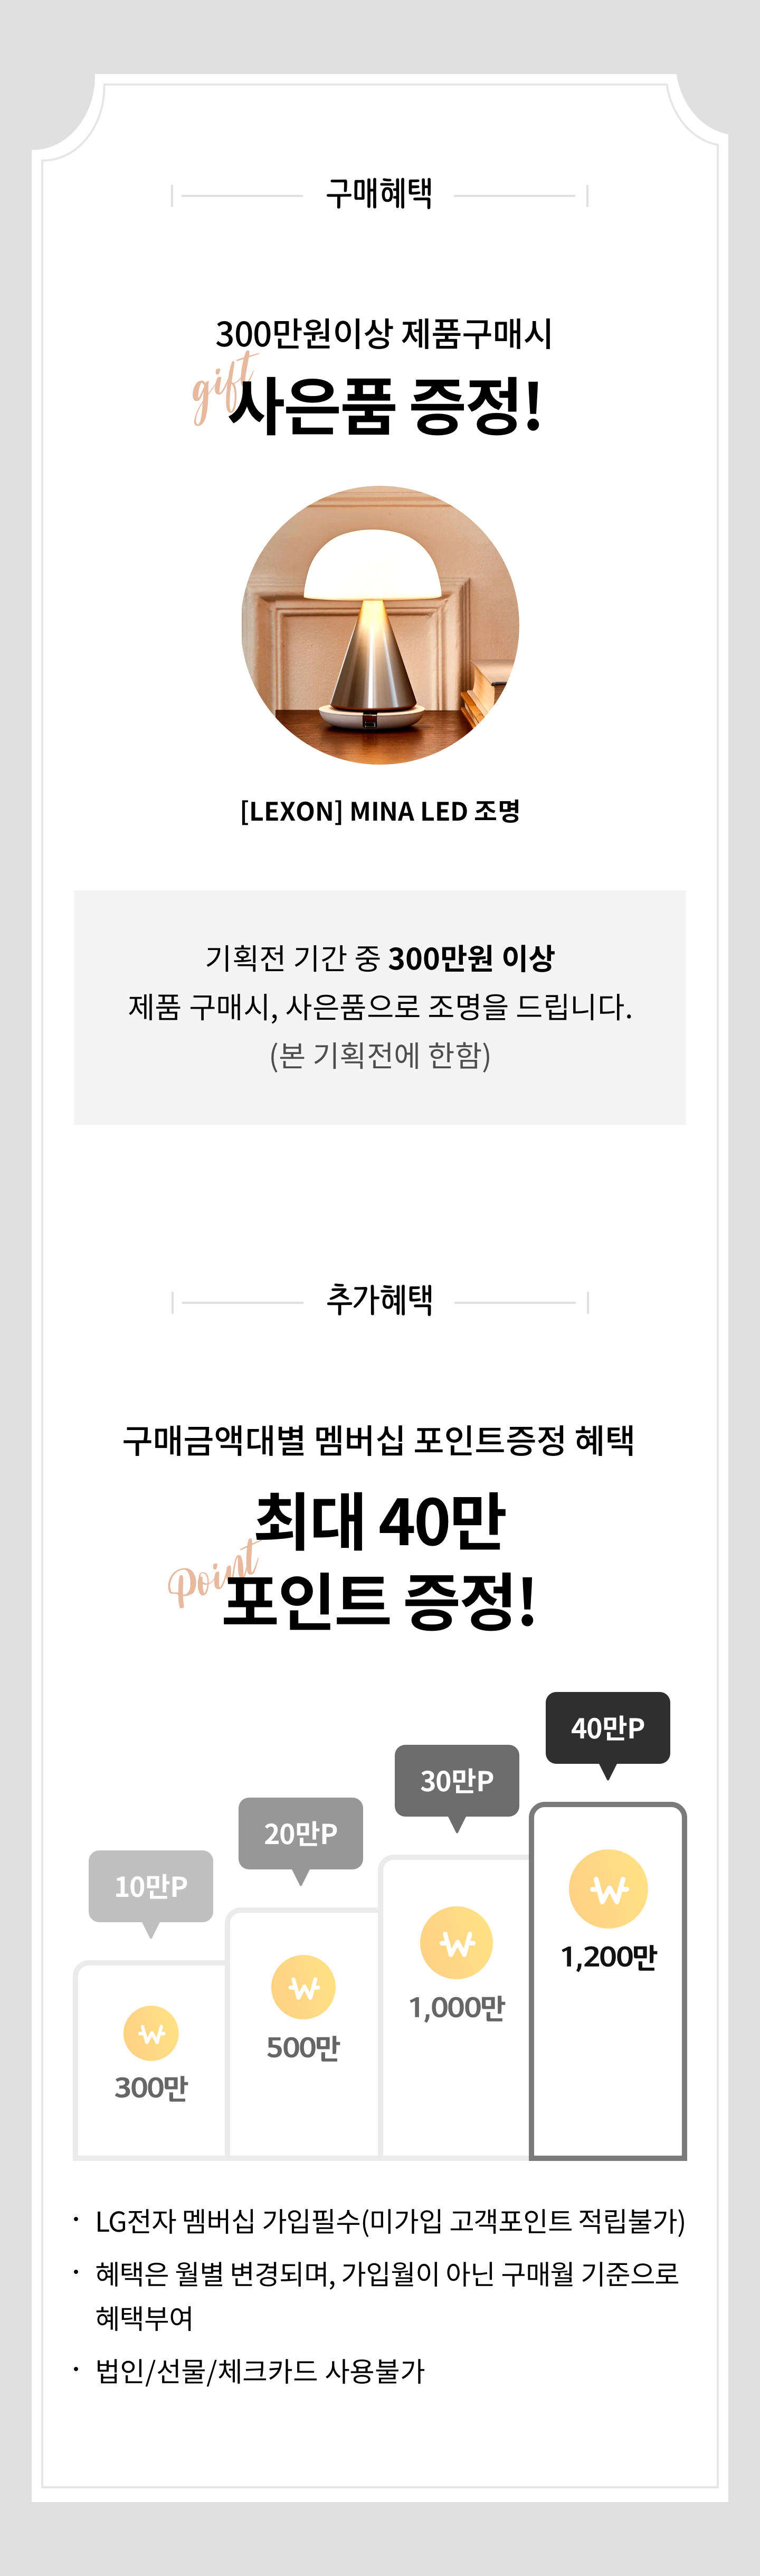 구매혜택
300만원이상 제품구매시
gift
사은품 증정!
[LEXON] MINA LED 조명
기획전 기간 중 300만원 이상
제품 구매시, 사은품으로 조명을 드립니다.
(본 기획전에 한함)
추가혜택
구매금액대별 멤버십 포인트증정 혜택
최대 40만
Point
포인트 증정!
40만P
30만P
20만P
10만P
₩
1,200만
₩
1,000만
₩
500만
₩
300만
· LG전자 멤버십 가입필수(미가입 고객포인트 적립불가)
· 혜택은 월별 변경되며, 가입월이 아닌 구매월 기준으로
혜택부여
· 법인/선물/체크카드 사용불가